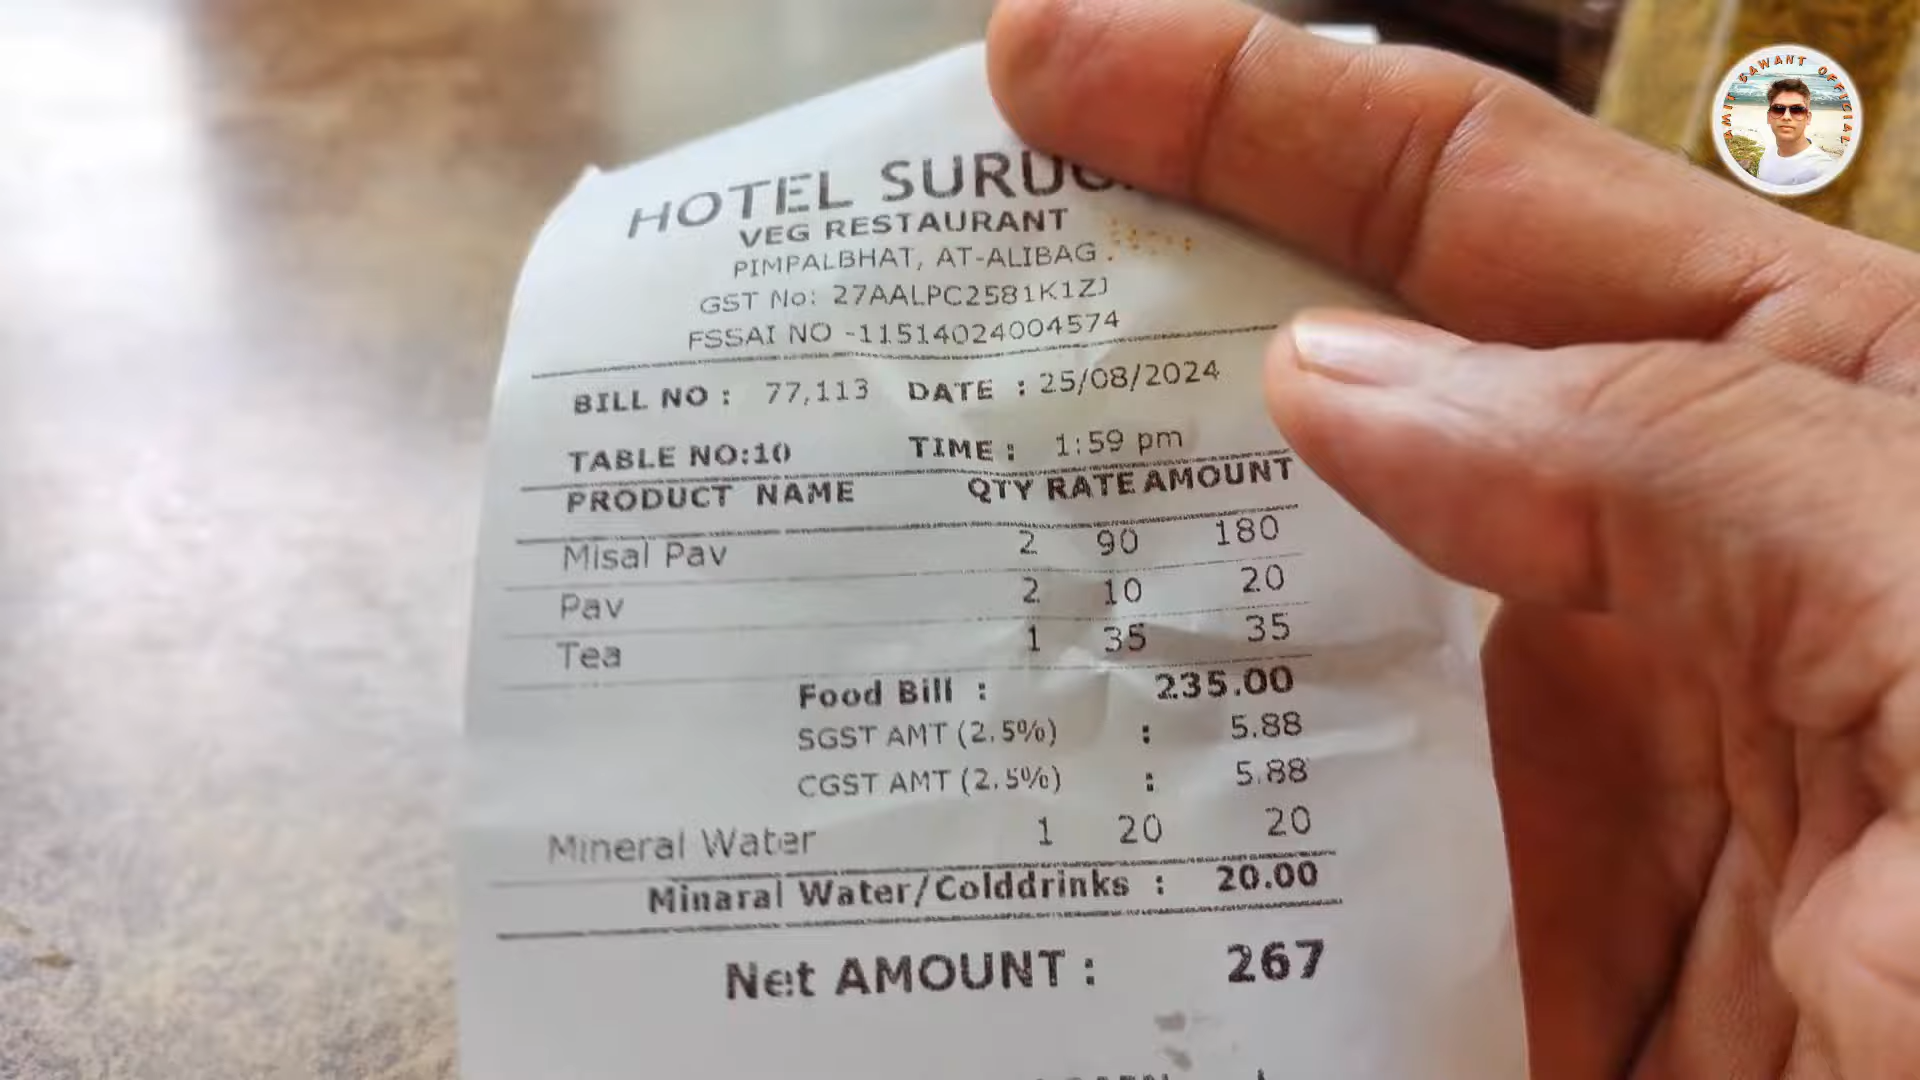 AMIT SAWANT OFFICIAL
HOTEL
VEG RESTAURANT
PIMPALBHAT, AT-ALIBAG .
GST No: 27AALPC2581K1ZJ
FSSAI NO -11514024004574
BILL NO : 77,113 DATE : 25/08/2024
TABLE NO:10 TIME : 1:59 pm
PRODUCT NAME QTY RATE AMOUNT
Misal Pav 2 90 180
Pav 2 10 20
Tea 1 35 35
Food Bill : 235.00
SGST AMT (2.5%) : 5.88
CGST AMT (2.5%) : 5.88
Mineral Water 1 20 20
Minaral Water/Colddrinks : 20.00
Net AMOUNT : 267